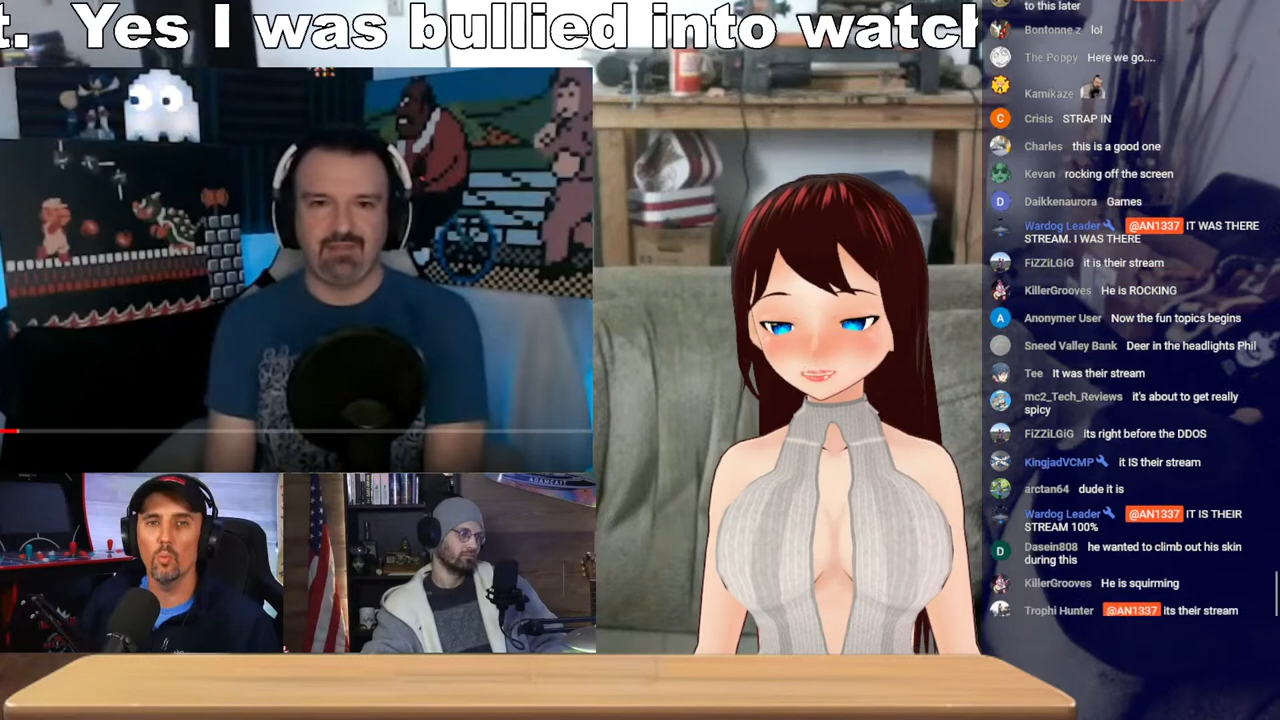 t. Yes I was bullied into watch
to this later
Bontonne z lol
The Poppy Here we go....
Kamikaze
Crisis STRAP IN
Charles this is a good one
Kevan rocking off the screen
D Daikkenaurora Games
Wardog Leader @AN1337 IT WAS THERE
STREAM. I WAS THERE
FiZZiLGiG it is their stream
KillerGrooves He is ROCKING
A Anonymer User Now the fun topics begins
Sneed Valley Bank Deer in the headlights Phil
Tee It was their stream
mc2_Tech_Reviews it's about to get really
spicy
FiZZiLGiG its right before the DDOS
KingjadVCMP it IS their stream
arctan64 dude it is
Wardog Leader @AN1337 IT IS THEIR
STREAM 100%
D Dasein808 he wanted to climb out his skin
during this
KillerGrooves He is squirming
Trophi Hunter @AN1337 its their stream